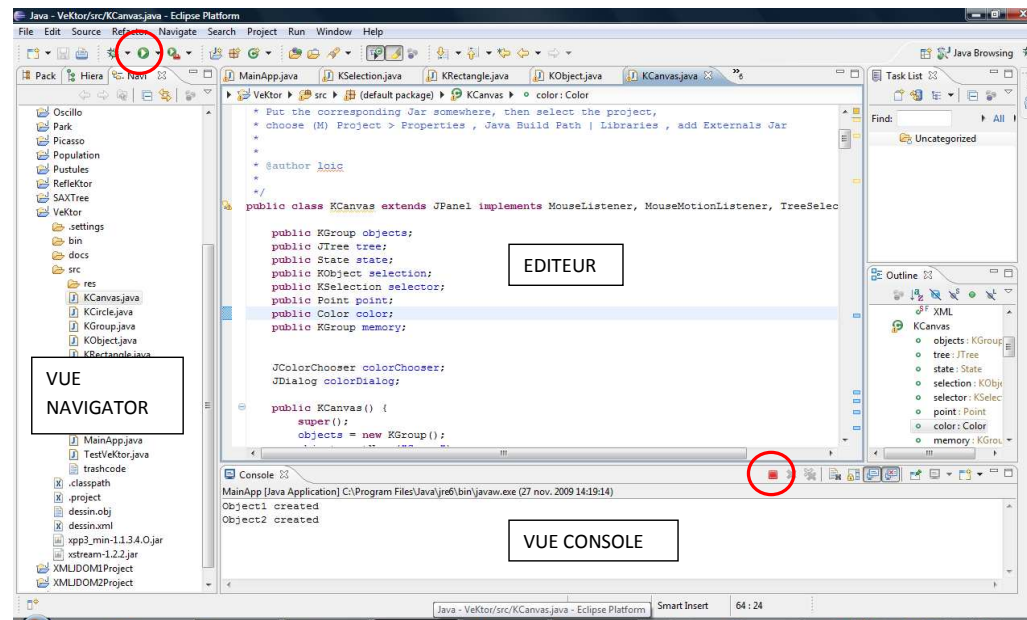 Java - VeKtor/src/KCanvas.java - Eclipse Platform
File Edit Source Refactor Navigate Search Project Run Window Help
Java Browsing
Pack Hiera Navi
MainApp.java KSelection.java KRectangle.java KObject.java KCanvas.java »6
Task List
VeKtor src (default package) KCanvas color : Color
Find: All
Uncategorized
Oscillo
Park
Picasso
Population
Pustules
RefleKtor
SAXTree
VeKtor
.settings
bin
docs
src
res
KCanvas.java
KCircle.java
KGroup.java
KObject.java
KRectangle.java
VUE
NAVIGATOR
MainApp.java
TestVeKtor.java
trashcode
.classpath
.project
dessin.obj
dessin.xml
xpp3_min-1.1.3.4.O.jar
xstream-1.2.2.jar
XMLJDOM1Project
XMLJDOM2Project
* Put the corresponding Jar somewhere, then select the project,
* choose (M) Project > Properties , Java Build Path | Libraries , add Externals Jar
*
*
* @author loic
*
*/
public class KCanvas extends JPanel implements MouseListener, MouseMotionListener, TreeSelec
public KGroup objects;
public JTree tree;
public State state;
public KObject selection;
public KSelection selector;
public Point point;
public Color color;
public KGroup memory;
JColorChooser colorChooser;
JDialog colorDialog;
public KCanvas() {
super();
objects = new KGroup();
EDITEUR
Outline
XML
KCanvas
objects : KGroup
tree : JTree
state : State
selection : KObje
selector : KSelec
point : Point
color : Color
memory : KGrou
Console
MainApp [Java Application] C:\Program Files\Java\jre6\bin\javaw.exe (27 nov. 2009 14:19:14)
Object1 created
Object2 created
VUE CONSOLE
Java - VeKtor/src/KCanvas.java - Eclipse Platform
Smart Insert 64 : 24